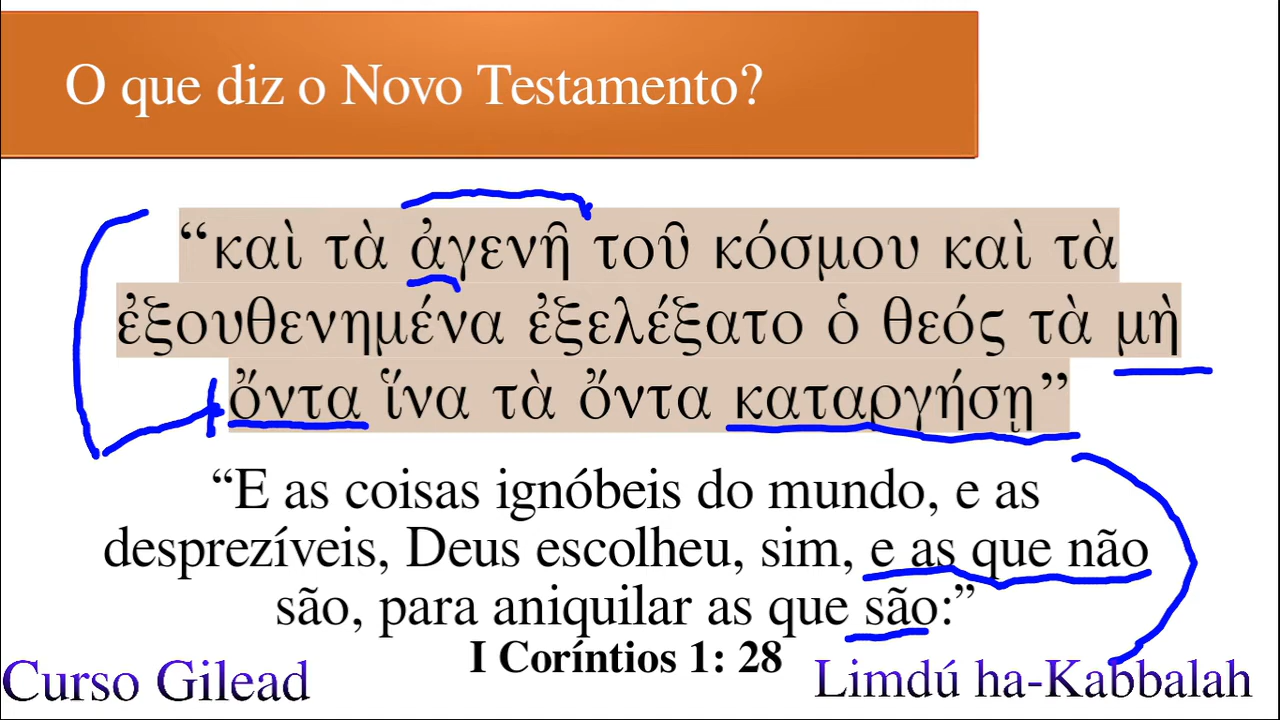 O que diz o Novo Testamento?
“καὶ τὰ ἀγενῆ τοῦ κόσμου καὶ τὰ
ἐξουθενημένα ἐξελέξατο ὁ θεός τὰ μὴ
ὄντα ἵνα τὰ ὄντα καταργήσῃ”
“E as coisas ignóbeis do mundo, e as
desprezíveis, Deus escolheu, sim, e as que não
são, para aniquilar as que são:”
I Coríntios 1: 28
Curso Gilead
Limdú ha-Kabbalah